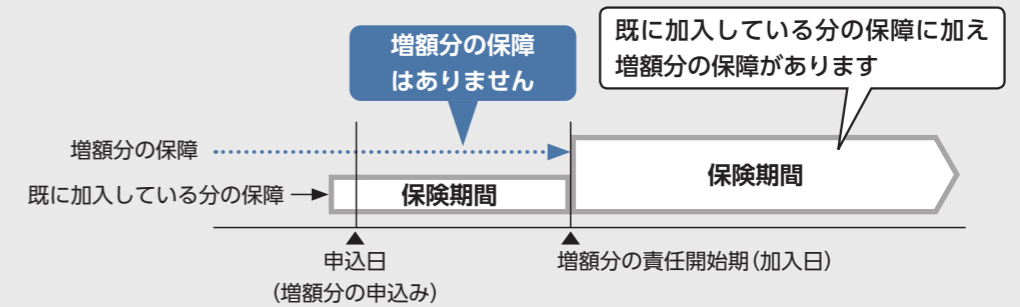 増額分の保障
はありません
既に加入している分の保障に加え
増額分の保障があります
増額分の保障
既に加入している分の保障
保険期間
保険期間
申込日
(増額分の申込み)
増額分の責任開始期(加入日)